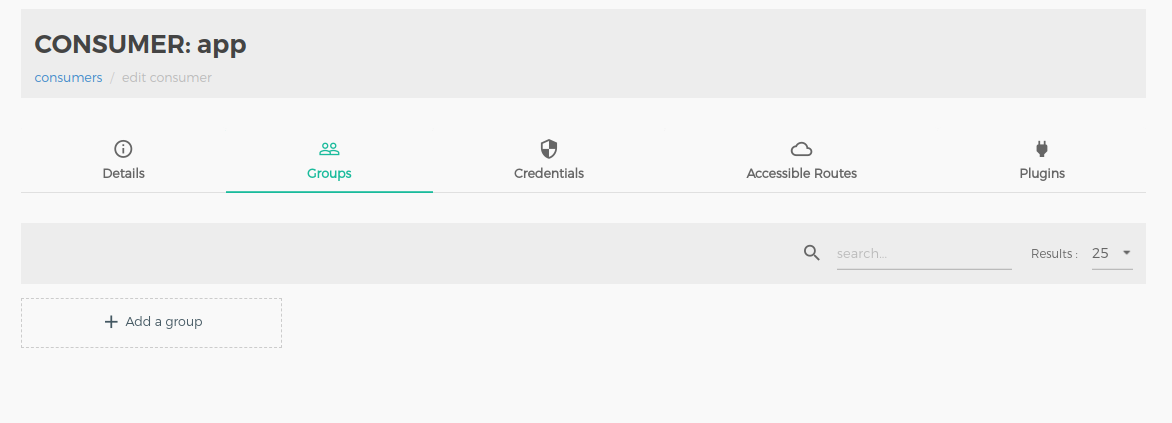 CONSUMER: app
consumers / edit consumer
Details Groups Credentials Accessible Routes Plugins
search... Results : 25
Add a group